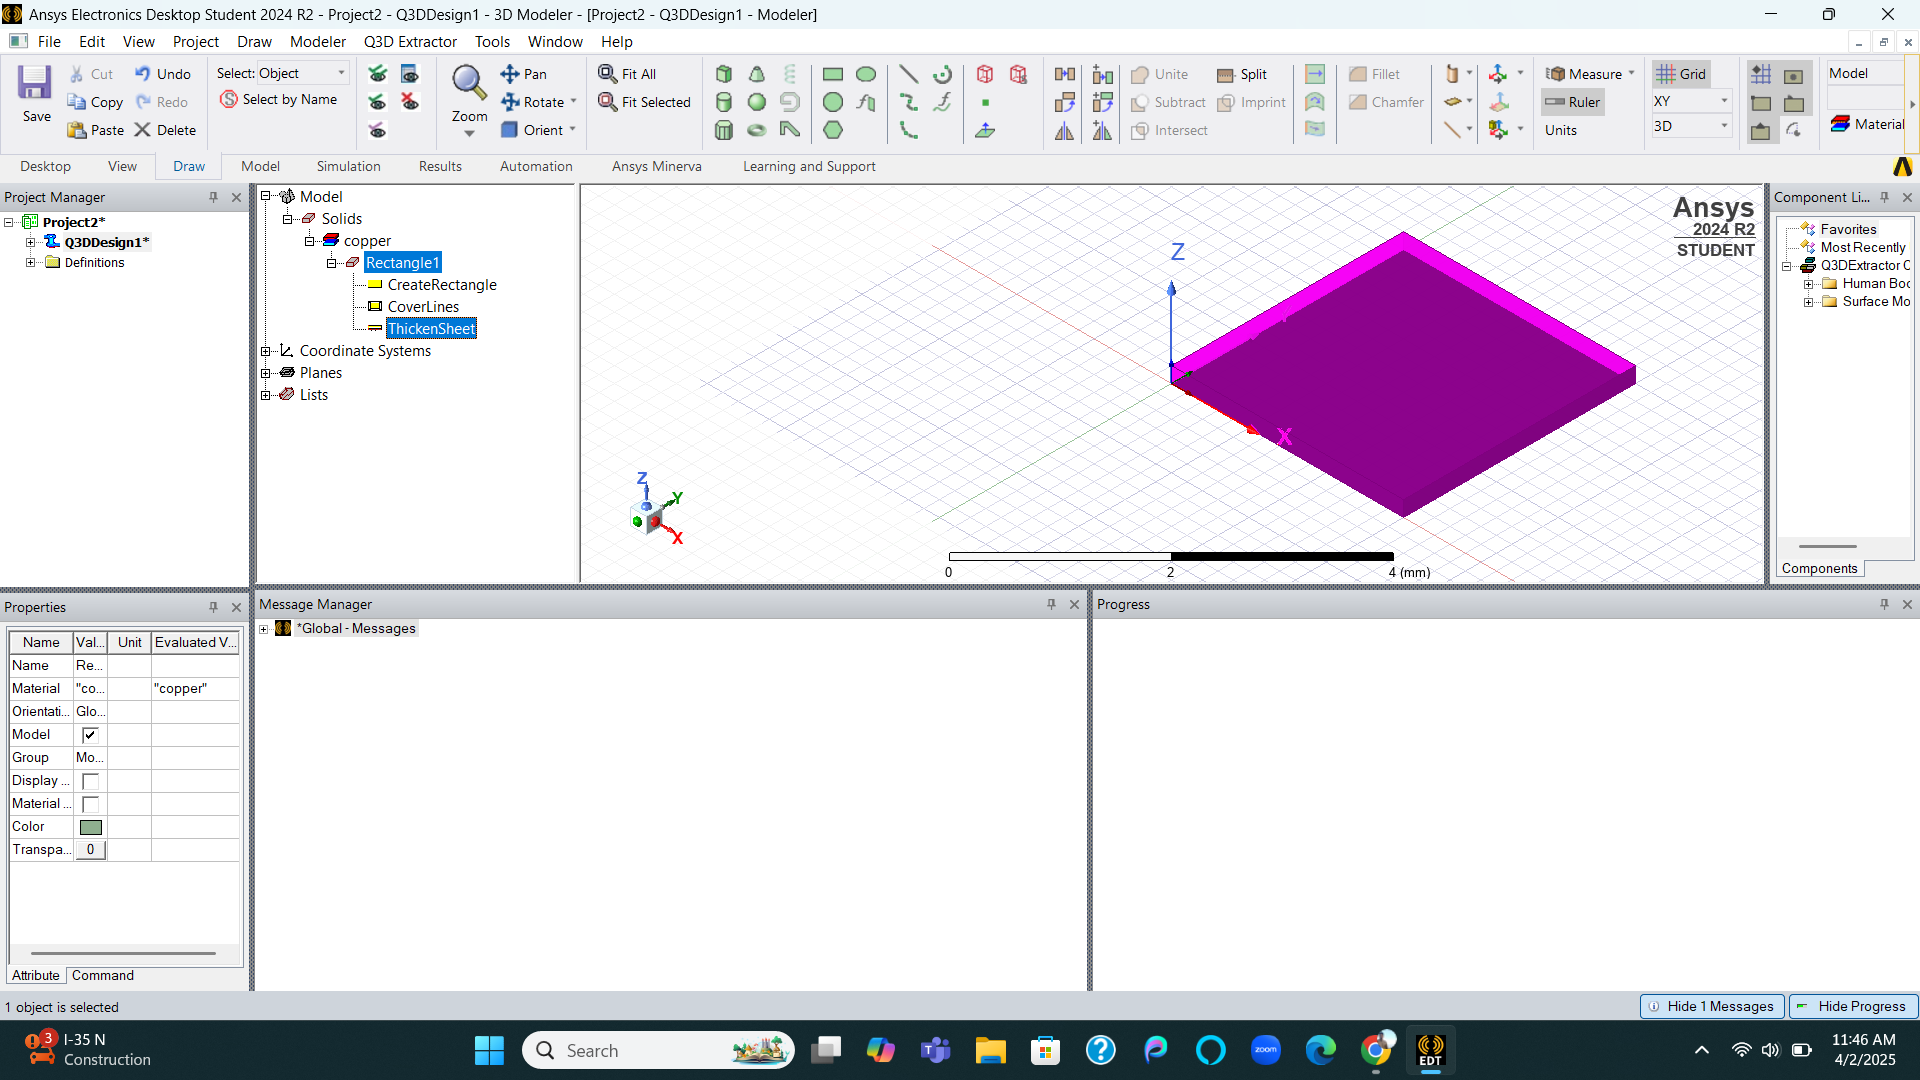 Ansys Electronics Desktop Student 2024 R2 - Project2 - Q3DDesign1 - 3D Modeler - [Project2 - Q3DDesign1 - Modeler]
File Edit View Project Draw Modeler Q3D Extractor Tools Window Help
Save
Cut
Copy
Paste
Undo
Redo
Delete
Select: Object
Select by Name
Zoom
Pan
Rotate
Orient
Fit All
Fit Selected
Unite
Subtract
Intersect
Split
Imprint
Fillet
Chamfer
Measure
Ruler
Units
Grid
XY
3D
Model
Material
Desktop View Draw Model Simulation Results Automation Ansys Minerva Learning and Support
Project Manager
Project2*
Q3DDesign1*
Definitions
Model
Solids
copper
Rectangle1
CreateRectangle
CoverLines
ThickenSheet
Coordinate Systems
Planes
Lists
Ansys
2024 R2
STUDENT
Z
X
Z
Y
X
0 2 4 (mm)
Component Li...
Favorites
Most Recently
Q3DExtractor C
Human Boc
Surface Mo
Components
Properties
Name Val... Unit Evaluated V...
Name Re...
Material "co... "copper"
Orientati... Glo...
Model
Group Mo...
Display ...
Material ...
Color
Transpa... 0
Attribute Command
Message Manager
*Global - Messages
Progress
1 object is selected
Hide 1 Messages
Hide Progress
3
I-35 N
Construction
Search
zoom
EDT
11:46 AM
4/2/2025